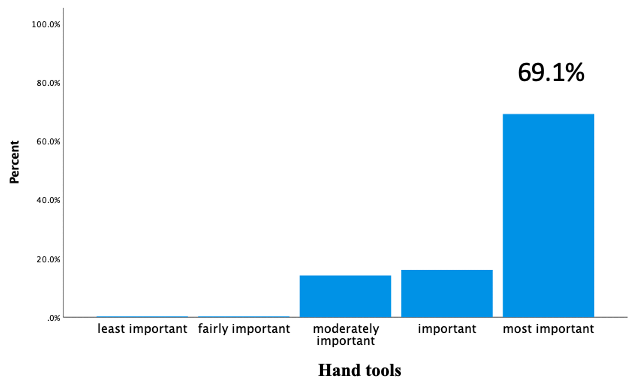 100.0%
80.0%
60.0%
40.0%
20.0%
.0%
Percent
69.1%
least important
fairly important
moderately
important
important
most important
Hand tools